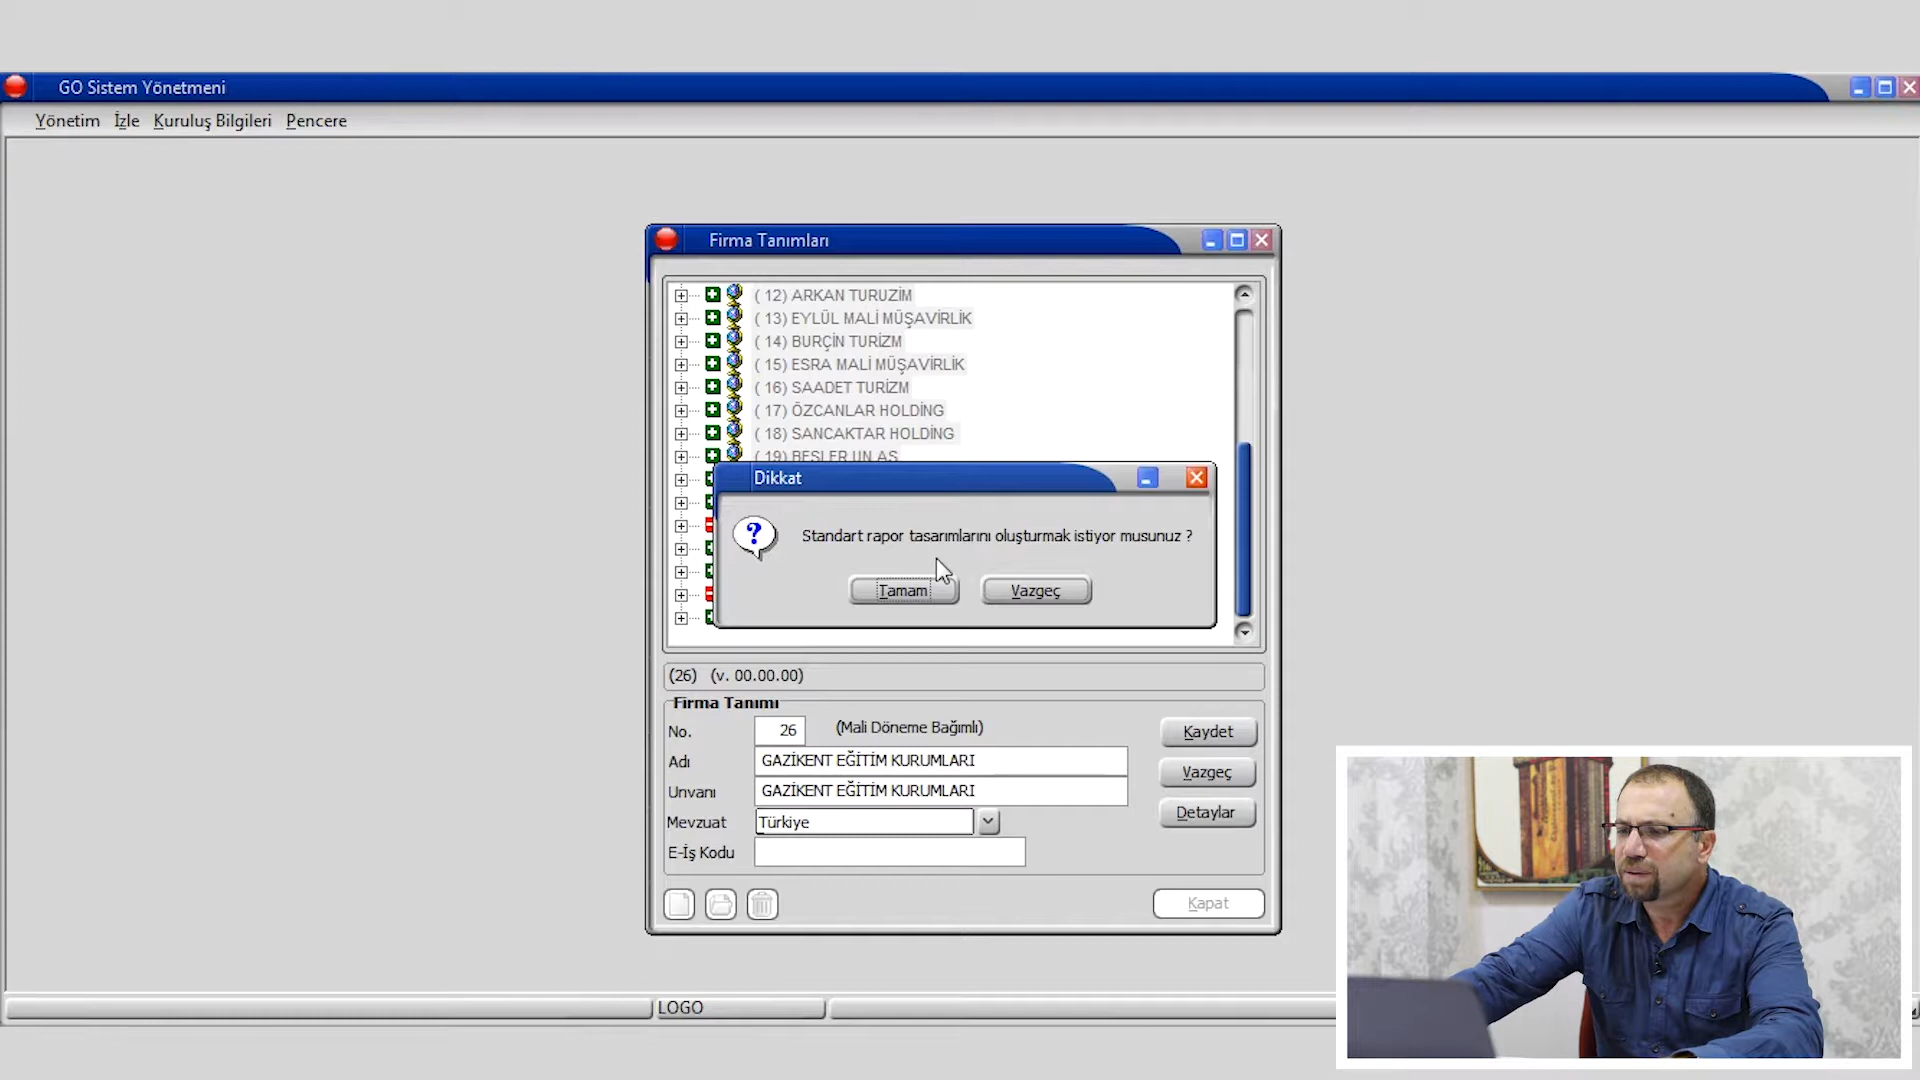 GO Sistem Yönetmeni
Yönetim İzle Kuruluş Bilgileri Pencere
Firma Tanımları
( 12) ARKAN TURUZİM
( 13) EYLÜL MALİ MÜŞAVİRLİK
( 14) BURÇİN TURİZM
( 15) ESRA MALİ MÜŞAVİRLİK
( 16) SAADET TURİZM
( 17) ÖZCANLAR HOLDİNG
( 18) SANCAKTAR HOLDİNG
( 19) BESLER UN AS
Dikkat
Standart rapor tasarımlarını oluşturmak istiyor musunuz ?
Tamam Vazgeç
(26) (v. 00.00.00)
Firma Tanımı
No. 26 (Mali Döneme Bağımlı) Kaydet
Adı GAZİKENT EĞİTİM KURUMLARI
Vazgeç
Unvanı GAZİKENT EĞİTİM KURUMLARI
Mevzuat Türkiye Detaylar
E-İş Kodu
Kapat
LOGO